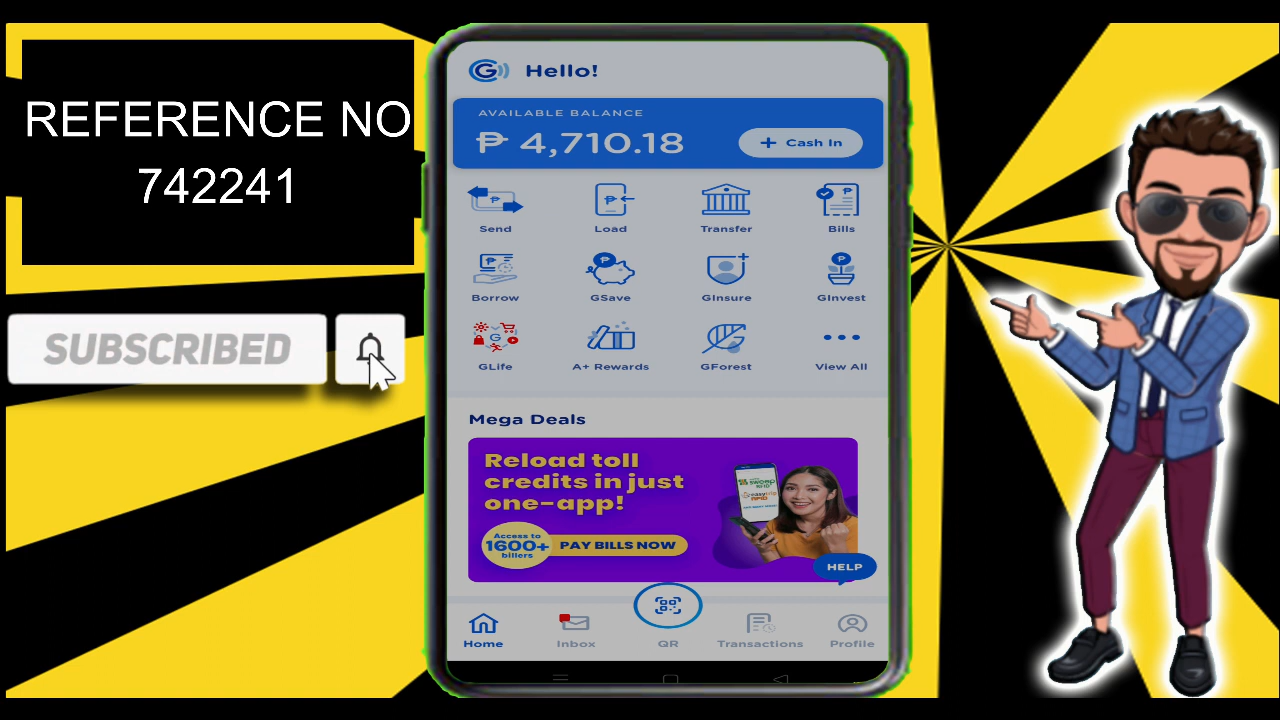 REFERENCE NO
742241
SUBSCRIBED
G Hello!
AVAILABLE BALANCE
₱ 4,710.18
+ Cash In
Send Load Transfer Bills
Borrow GSave GInsure GInvest
GLife A+ Rewards GForest View All
Mega Deals
Reload toll
credits in just
one-app!
Access to
1600+
billers
PAY BILLS NOW
HELP
Home Inbox QR Transactions Profile